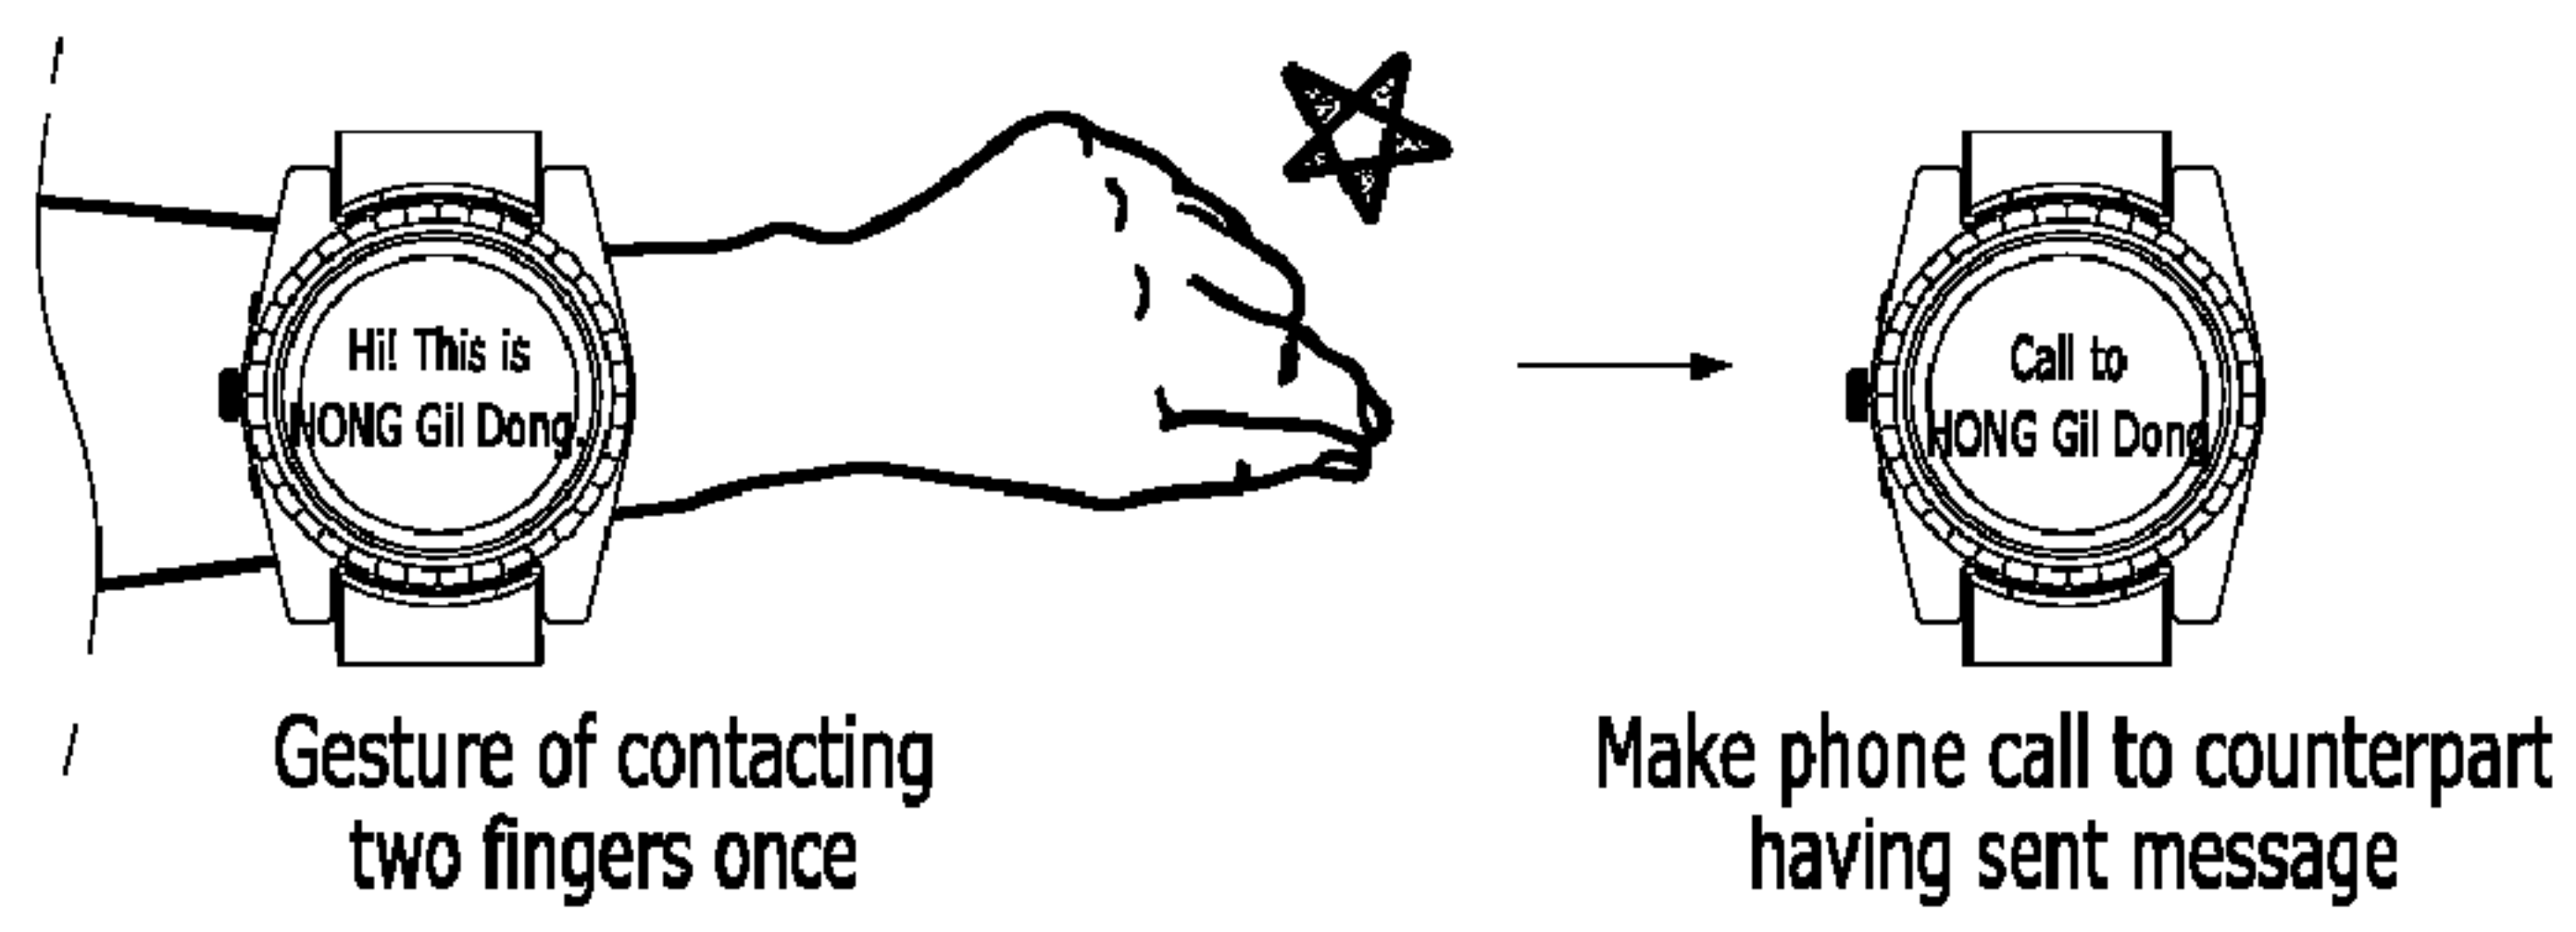 Hi! This is
HONG Gil Dong.
Gesture of contacting
two fingers once
Call to
HONG Gil Dong
Make phone call to counterpart
having sent message